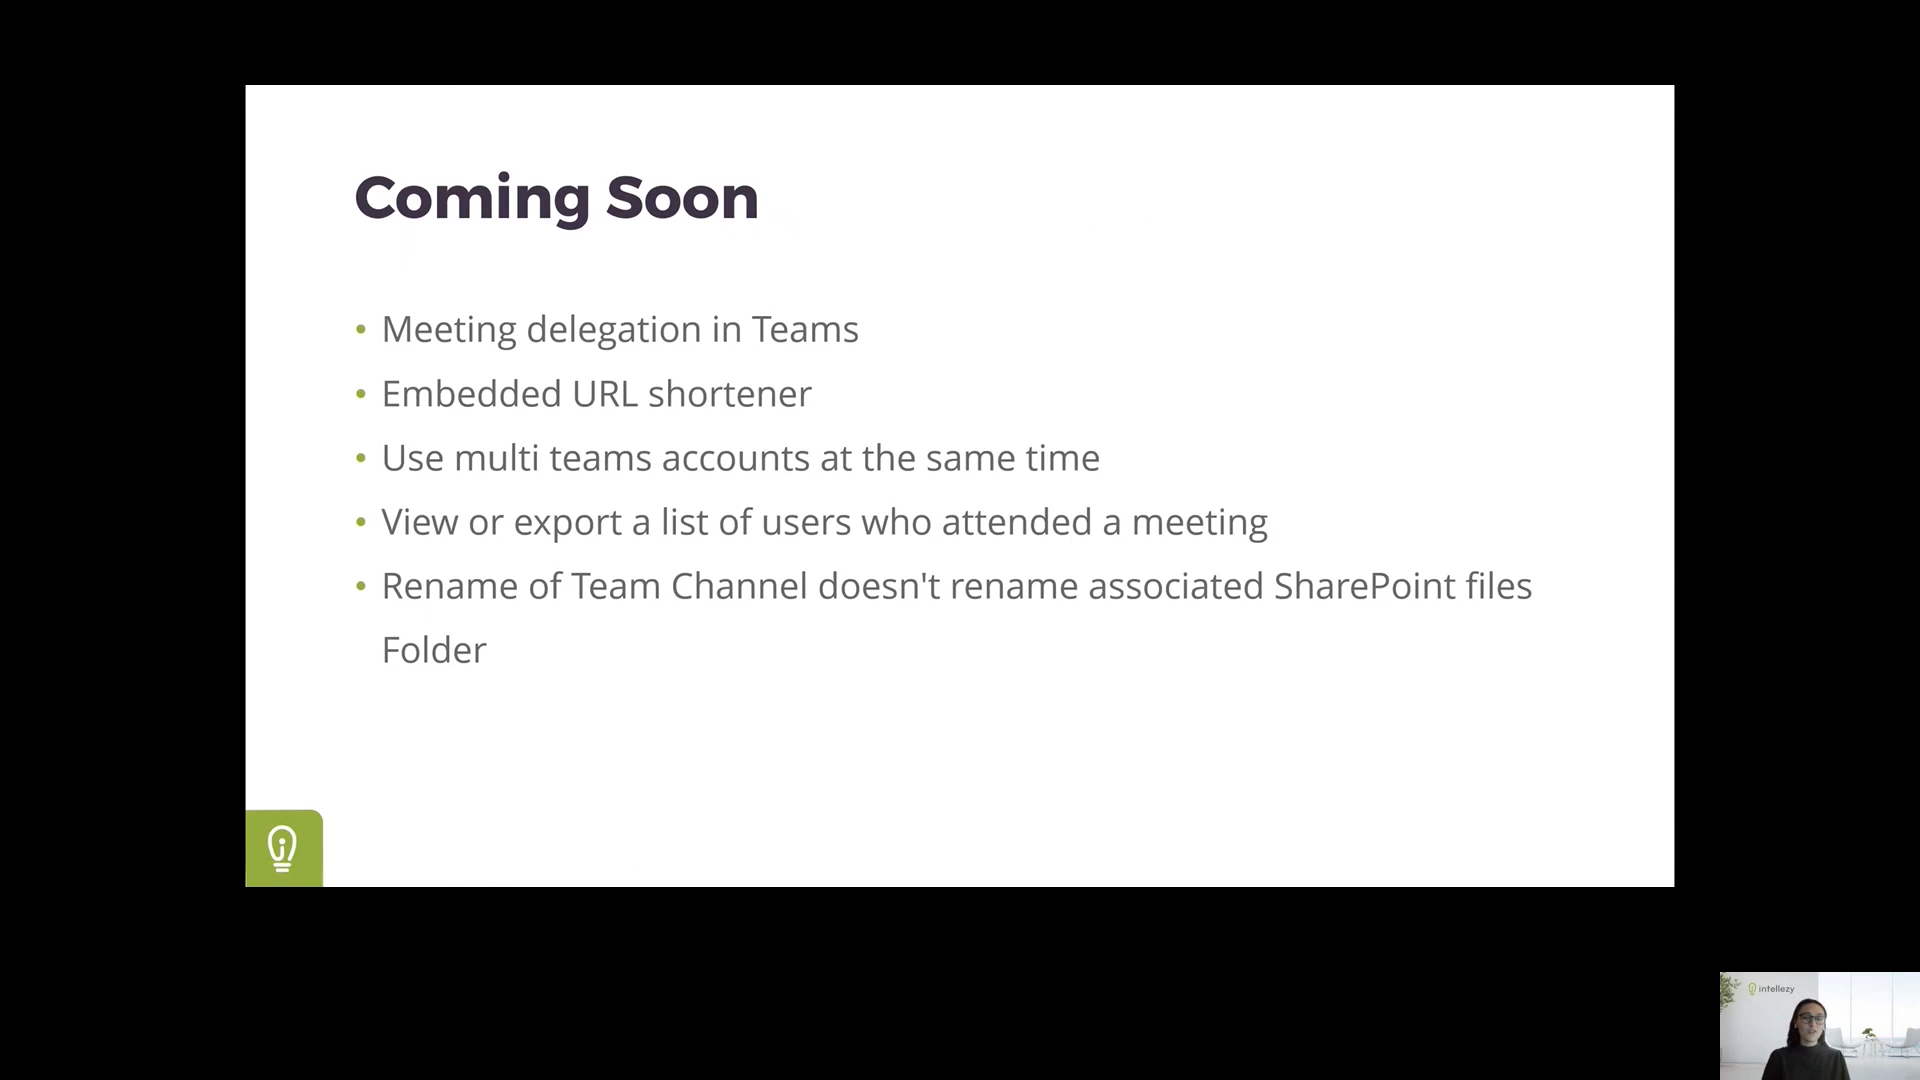 Coming Soon
• Meeting delegation in Teams
• Embedded URL shortener
• Use multi teams accounts at the same time
• View or export a list of users who attended a meeting
• Rename of Team Channel doesn't rename associated SharePoint files
Folder
intellezy